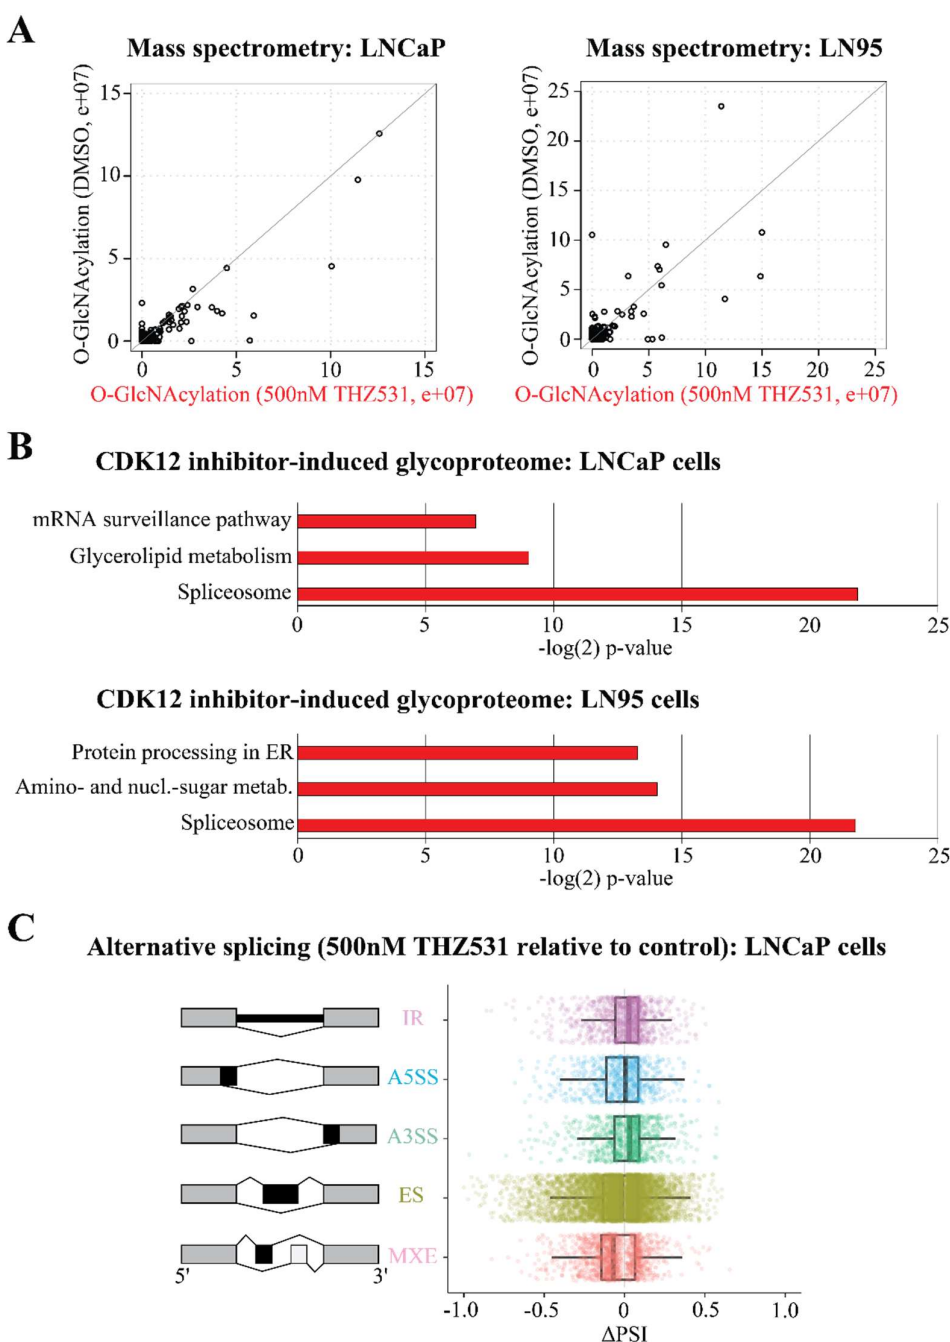 A
Mass spectrometry: LNCaP
Mass spectrometry: LN95
O-GlcNAcylation (DMSO, e+07)
15
10
5
0
0
5
10
15
O-GlcNAcylation (500nM THZ531, e+07)
O-GlcNAcylation (DMSO, e+07)
25
20
15
10
5
0
0
5
10
15
20
25
O-GlcNAcylation (500nM THZ531, e+07)
B
CDK12 inhibitor-induced glycoproteome: LNCaP cells
mRNA surveillance pathway
Glycerolipid metabolism
Spliceosome
0
5
10
15
20
25
-log(2) p-value
CDK12 inhibitor-induced glycoproteome: LN95 cells
Protein processing in ER
Amino- and nucl.-sugar metab.
Spliceosome
0
5
10
15
20
25
-log(2) p-value
C
Alternative splicing (500nM THZ531 relative to control): LNCaP cells
IR
A5SS
A3SS
ES
MXE
5'
3'
-1.0
-0.5
0
0.5
1.0
ΔPSI